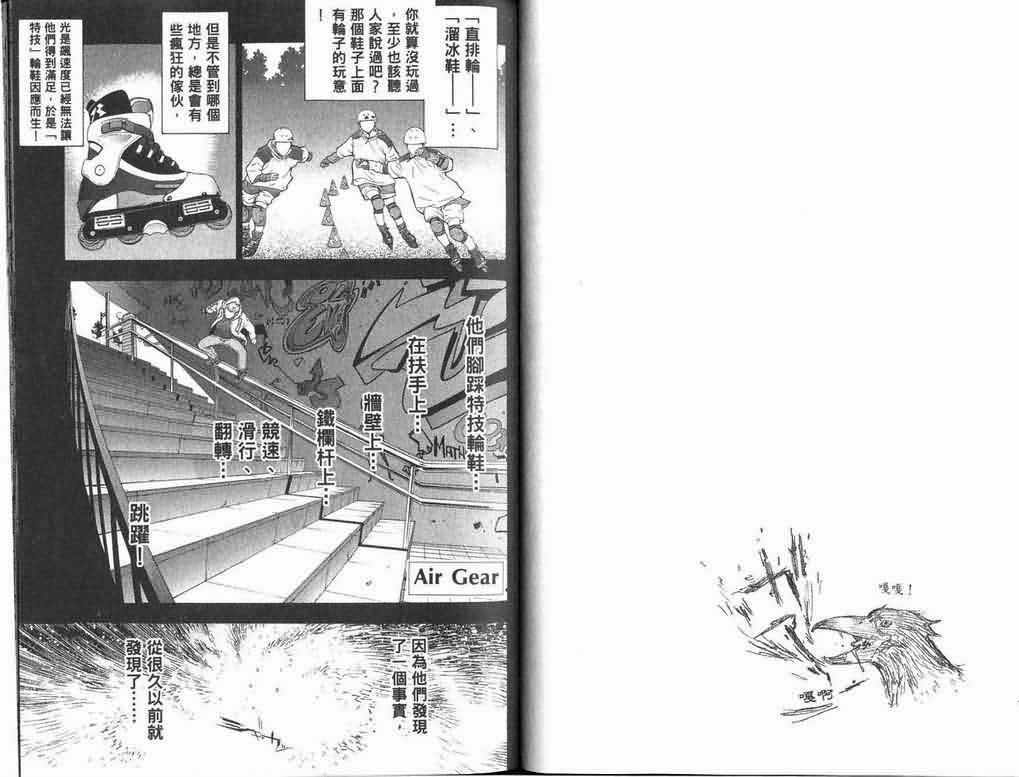 嘎嘎！
嘎啊
「直排輪——」、
「溜冰鞋——」…
你就算沒玩過
，至少也該聽
人家說過吧？
那個鞋子上面
有輪子的玩意
！
但是不管到哪個
地方，總是會有
些瘋狂的傢伙，
光是飆速度已經無法讓
他們得到滿足，於是「
特技」輪鞋因應而生！
他們腳踩特技輪鞋…
在扶手上…
牆壁上…
鐵欄杆上…
競速、
滑行、
翻轉…
跳躍！
Air Gear
因為他們發現
了一個事實，
從很久以前就
發現了……